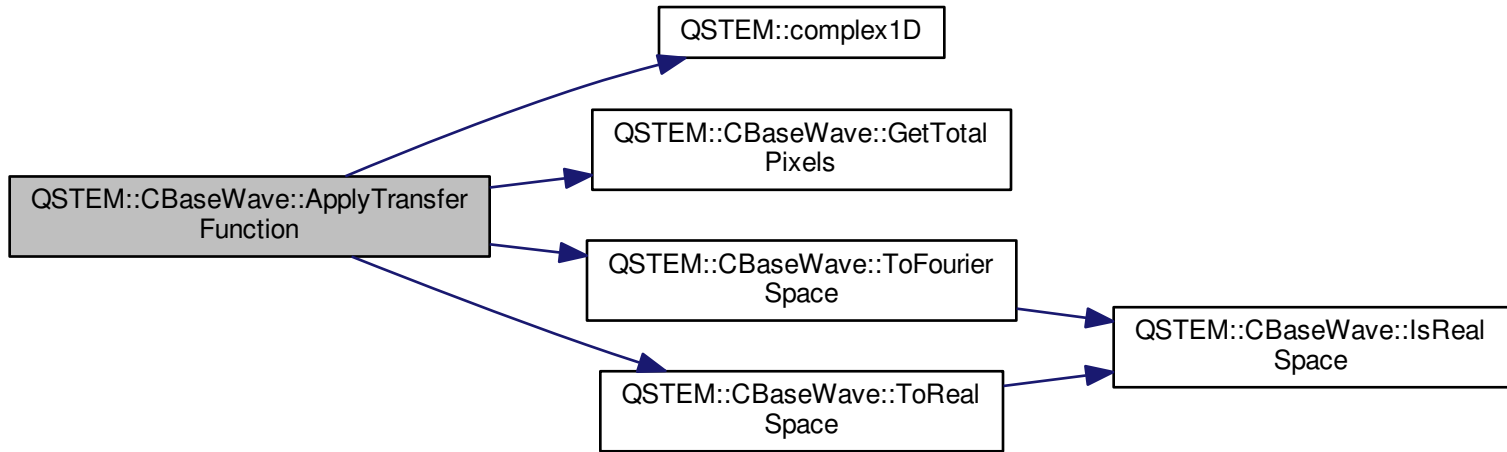 QSTEM::complex1D
QSTEM::CBaseWave::GetTotal
Pixels
QSTEM::CBaseWave::ApplyTransfer
Function
QSTEM::CBaseWave::ToFourier
Space
QSTEM::CBaseWave::IsReal
Space
QSTEM::CBaseWave::ToReal
Space